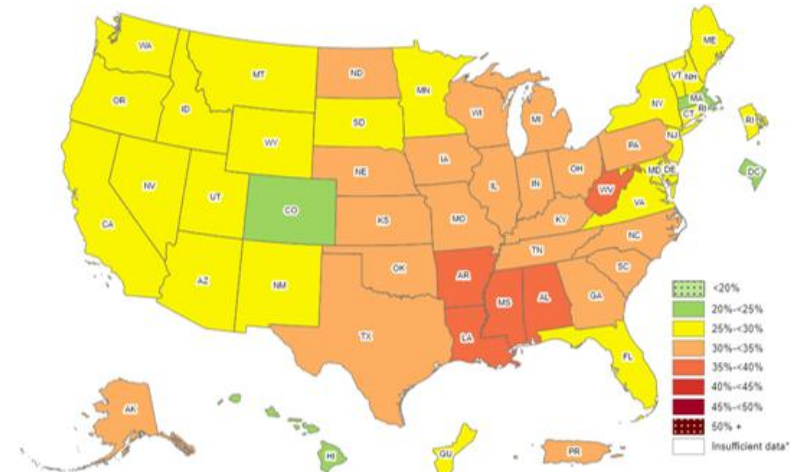 WA
ME
MT
ND
VT NH
MN
OR
MA
ID
NY
WI
SD
CT
RI
MI
RI
WY
PA
NJ
IA
NE
DC
OH
MD DE
NV
IL
IN
UT
WV
CO
VA
CA
KS
MO
KY
NC
TN
OK
AZ
AR
SC
NM
<20%
MS
AL
GA
20%-<25%
TX
25%-<30%
LA
30%-<35%
FL
35%-<40%
40%-<45%
AK
45%-<50%
50% +
Insufficient data*
HI
GU
PR